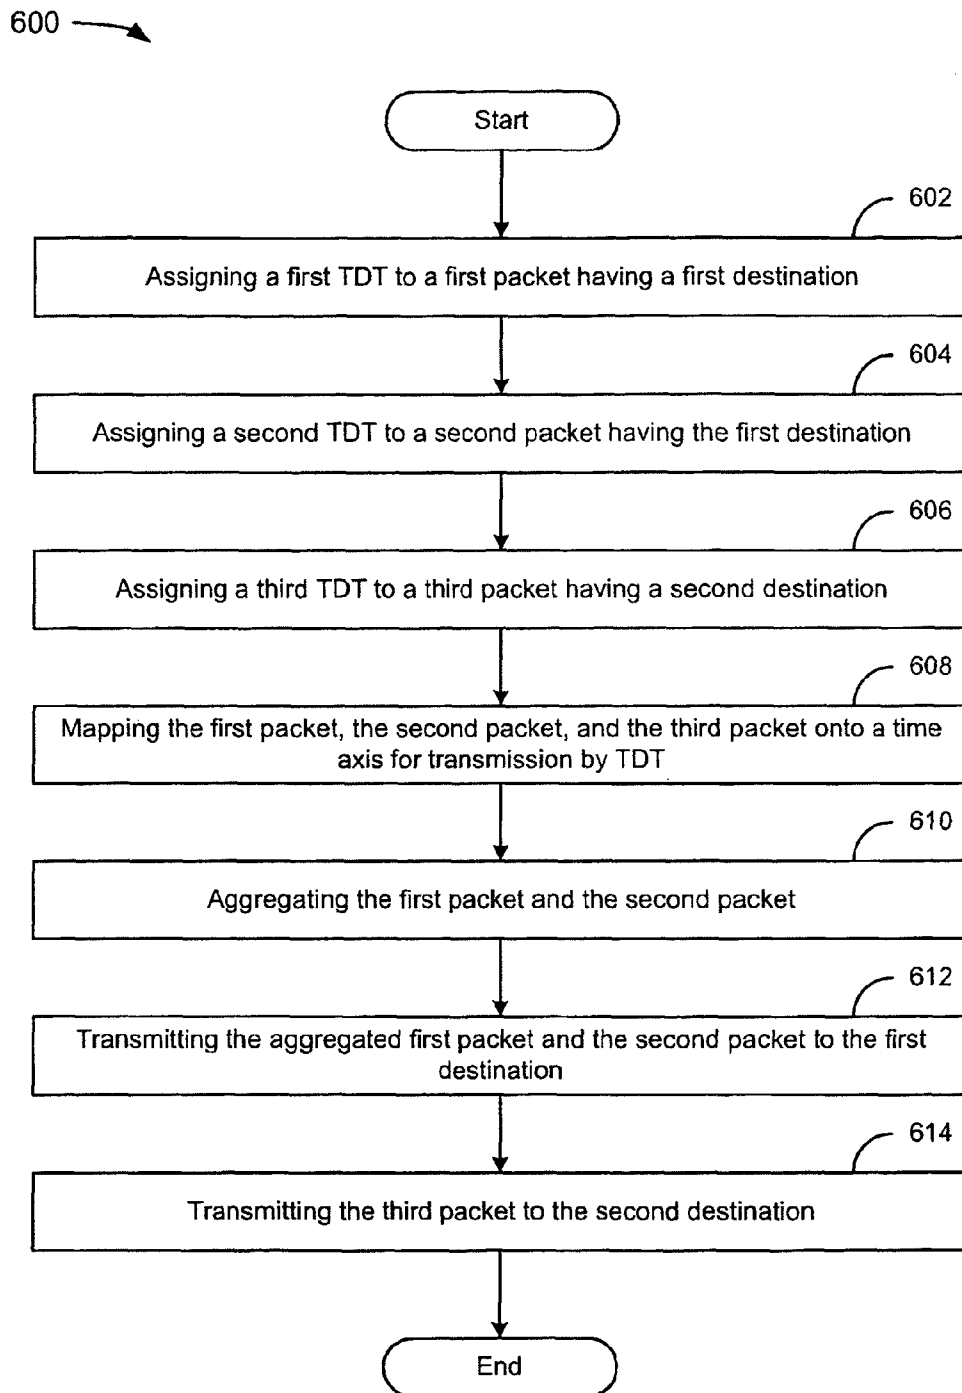 600
Start
602
Assigning a first TDT to a first packet having a first destination
604
Assigning a second TDT to a second packet having the first destination
606
Assigning a third TDT to a third packet having a second destination
608
Mapping the first packet, the second packet, and the third packet onto a time
axis for transmission by TDT
610
Aggregating the first packet and the second packet
612
Transmitting the aggregated first packet and the second packet to the first
destination
614
Transmitting the third packet to the second destination
End